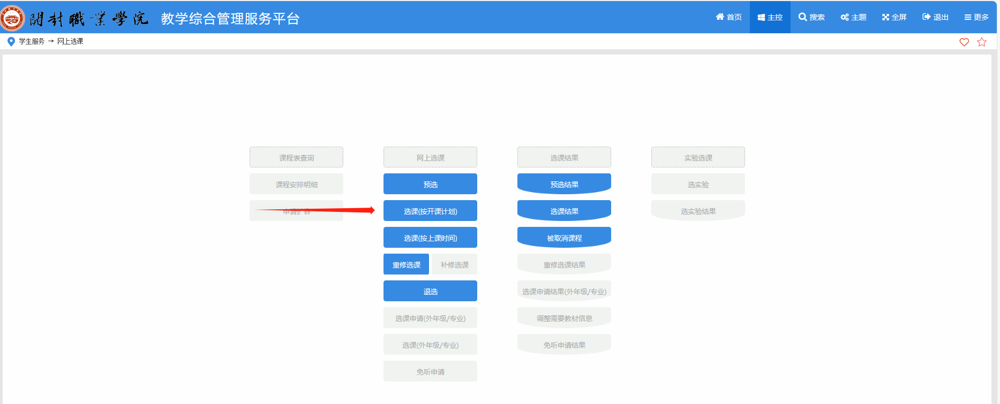 開封職業學院 教学综合管理服务平台 首页 主控 搜索 主题 全屏 退出 更多
学生服务 → 网上选课
课程表查询 网上选课 选课结果 实验选课
课程安排明细 预选 预选结果 选实验
申请扩容 选课(按开课计划) 选课结果 选实验结果
选课(按上课时间) 被取消课程
重修选课 补修选课 重修选课结果
退选 选课申请结果(外年级/专业)
选课申请(外年级/专业) 调整需要教材信息
选课(外年级/专业) 免听申请结果
免听申请